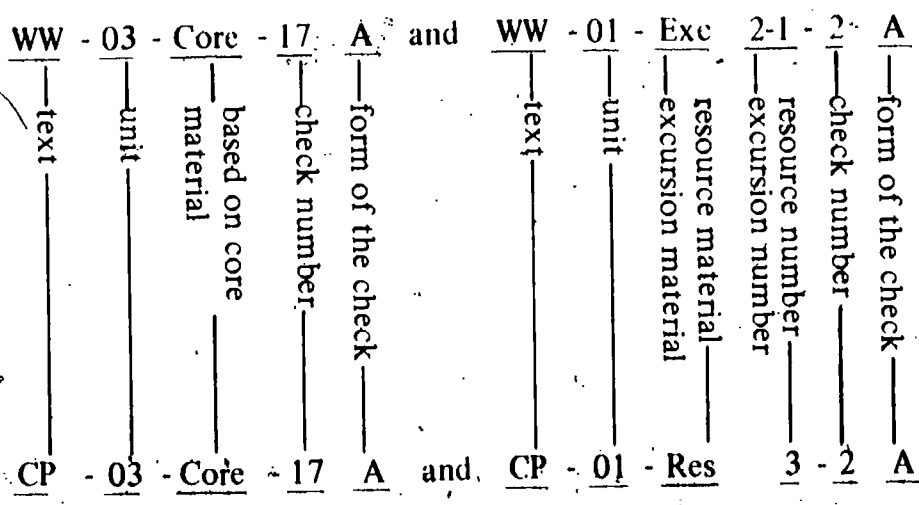 WW - 03 - Core - 17 A and WW - 01 - Exc 2-1 - 2 A
text
unit
based on core
material
check number
form of the check
text
unit
resource material
excursion material
resource number
excursion number
check number
form of the check
CP - 03 - Core - 17 A and CP - 01 - Res 3 - 2 A